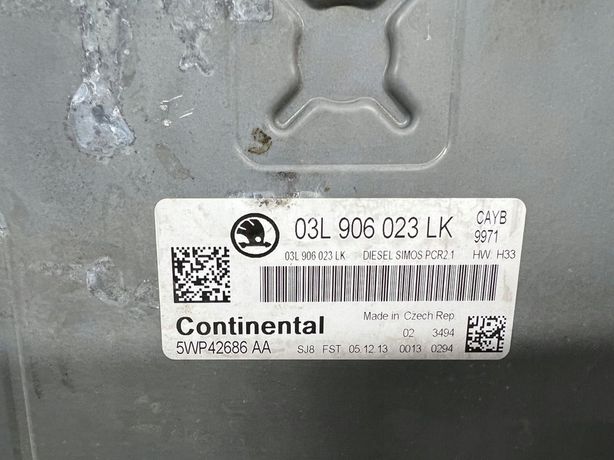 03L 906 023 LK CAYB
9971
03L 906 023 LK DIESEL SIMOS PCR2.1 HW: H33
Continental Made in Czech Rep
02 3494
5WP42686 AA SJ8 FST 05.12.13 0013 0294